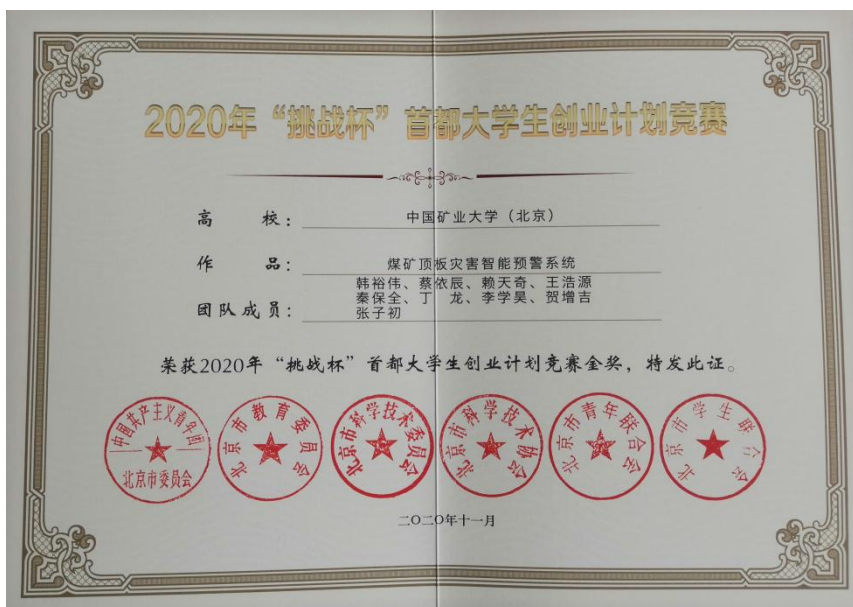 2020年“挑战杯”首都大学生创业计划竞赛
高 校： 中国矿业大学（北京）
作 品： 煤矿顶板灾害智能预警系统
韩裕伟、蔡依辰、赖天奇、王浩源
团队成员： 秦保全、丁 龙、李学昊、贺增吉
张子初
荣获2020年“挑战杯”首都大学生创业计划竞赛金奖，特发此证。
中国共产主义青年团 北京市委员会
北京市教育委员会
北京市科学技术委员会
北京市科学技术协会
北京市青年联合会
北京市学生联合会
二〇二〇年十一月